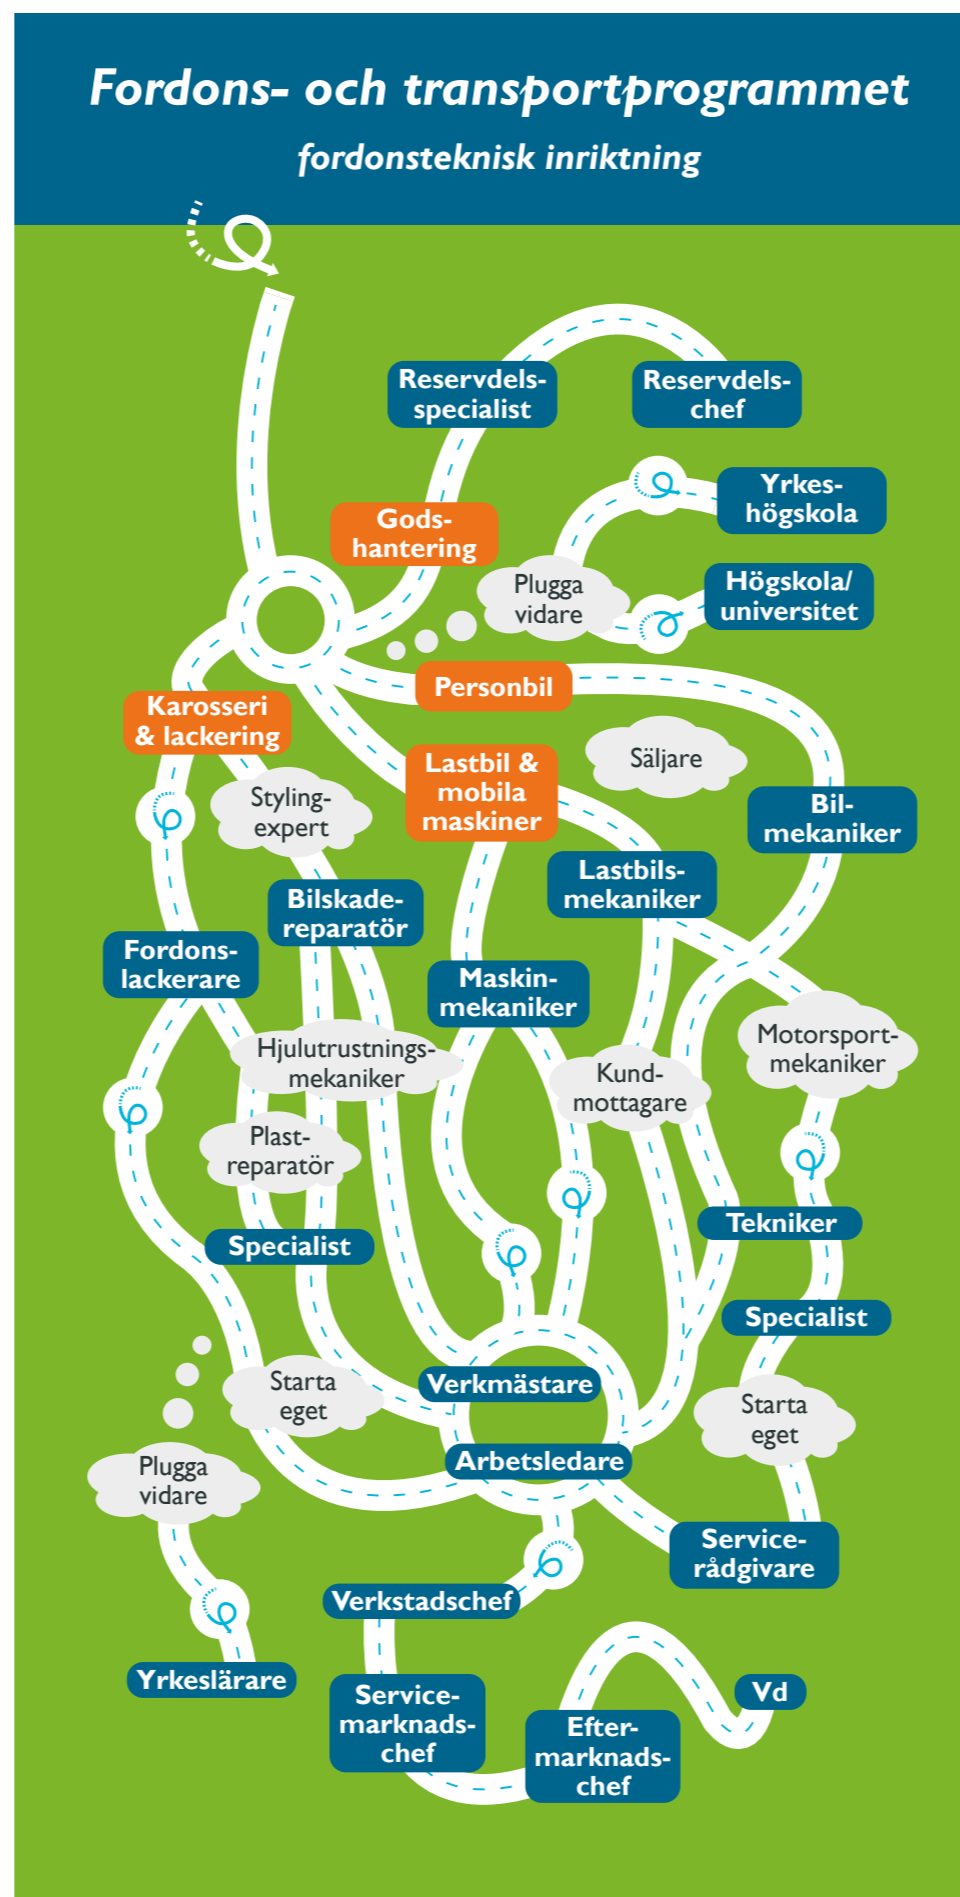 Fordons- och transportprogrammet
fordonsteknisk inriktning
Reservdels-
specialist
Reservdels-
chef
Yrkes-
högskola
Gods-
hantering
Plugga
vidare
Högskola/
universitet
Personbil
Karosseri
& lackering
Lastbil &
mobila
maskiner
Säljare
Styling-
expert
Bil-
mekaniker
Lastbils-
mekaniker
Bilskade-
reparatör
Fordons-
lackerare
Maskin-
mekaniker
Motorsport-
mekaniker
Hjulutrustnings-
mekaniker
Kund-
mottagare
Plast-
reparatör
Tekniker
Specialist
Specialist
Verkmästare
Starta
eget
Starta
eget
Arbetsledare
Plugga
vidare
Service-
rådgivare
Verkstadschef
Yrkeslärare
Service-
marknads-
chef
Vd
Efter-
marknads-
chef